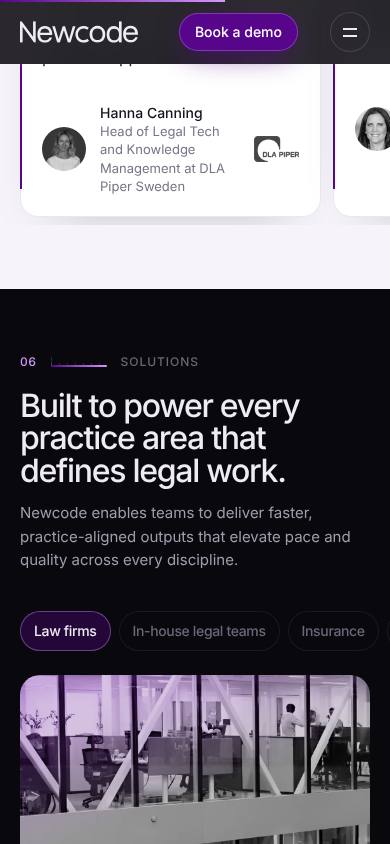 Newcode
Book a demo
Hanna Canning
Head of Legal Tech
and Knowledge
Management at DLA
Piper Sweden
DLA PIPER
06
SOLUTIONS
Built to power every
practice area that
defines legal work.
Newcode enables teams to deliver faster,
practice-aligned outputs that elevate pace and
quality across every discipline.
Law firms
In-house legal teams
Insurance